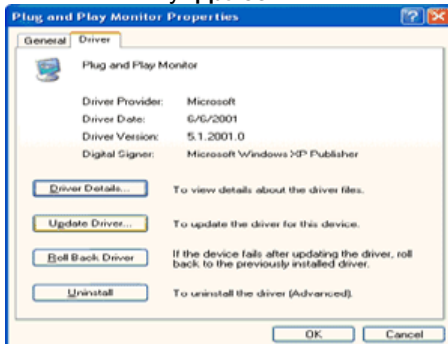 Plug and Play Monitor Properties
General Driver
Plug and Play Monitor
Driver Provider: Microsoft
Driver Date: 6/6/2001
Driver Version: 5.1.2001.0
Digital Signer: Microsoft Windows XP Publisher
Driver Details... To view details about the driver files.
Update Driver... To update the driver for this device.
Roll Back Driver If the device fails after updating the driver, roll
back to the previously installed driver.
Uninstall To uninstall the driver (Advanced).
OK Cancel